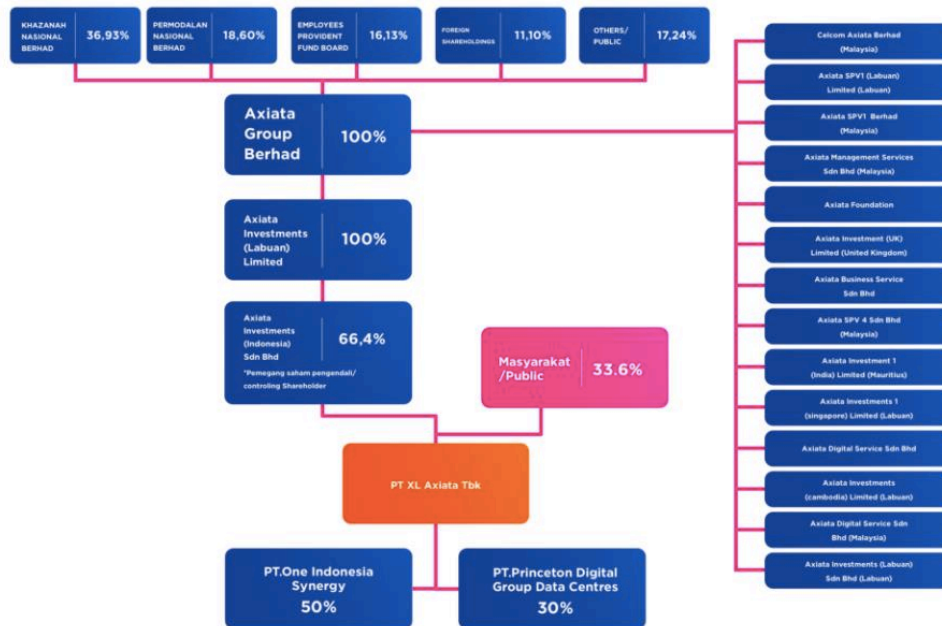 KHAZANAH
NASIONAL
BERHAD
36,93%
PERMODALAN
NASIONAL
BERHAD
18,60%
EMPLOYEES
PROVIDENT
FUND BOARD
16,13%
FOREIGN
SHAREHOLDINGS
11,10%
OTHERS/
PUBLIC
17,24%
Axiata
Group
Berhad
100%
Axiata
Investments
(Labuan)
Limited
100%
Axiata
Investments
(Indonesia)
Sdn Bhd
66,4%
*Pemegang saham pengendali/
controling Shareholder
Masyarakat
/Public
33.6%
PT XL Axiata Tbk
PT.One Indonesia
Synergy
50%
PT.Princeton Digital
Group Data Centres
30%
Celcom Axiata Berhad
(Malaysia)
Axiata SPV1 (Labuan)
Limited (Labuan)
Axiata SPV1 Berhad
(Malaysia)
Axiata Management Services
Sdn Bhd (Malaysia)
Axiata Foundation
Axiata Investment (UK)
Limited (United Kingdom)
Axiata Business Service
Sdn Bhd
Axiata SPV 4 Sdn Bhd
(Malaysia)
Axiata Investment 1
(India) Limited (Mauritius)
Axiata Investments 1
(singapore) Limited (Labuan)
Axiata Digital Service Sdn Bhd
Axiata Investments
(cambodia) Limited (Labuan)
Axiata Digital Service Sdn
Bhd (Malaysia)
Axiata Investments (Labuan)
Sdn Bhd (Labuan)